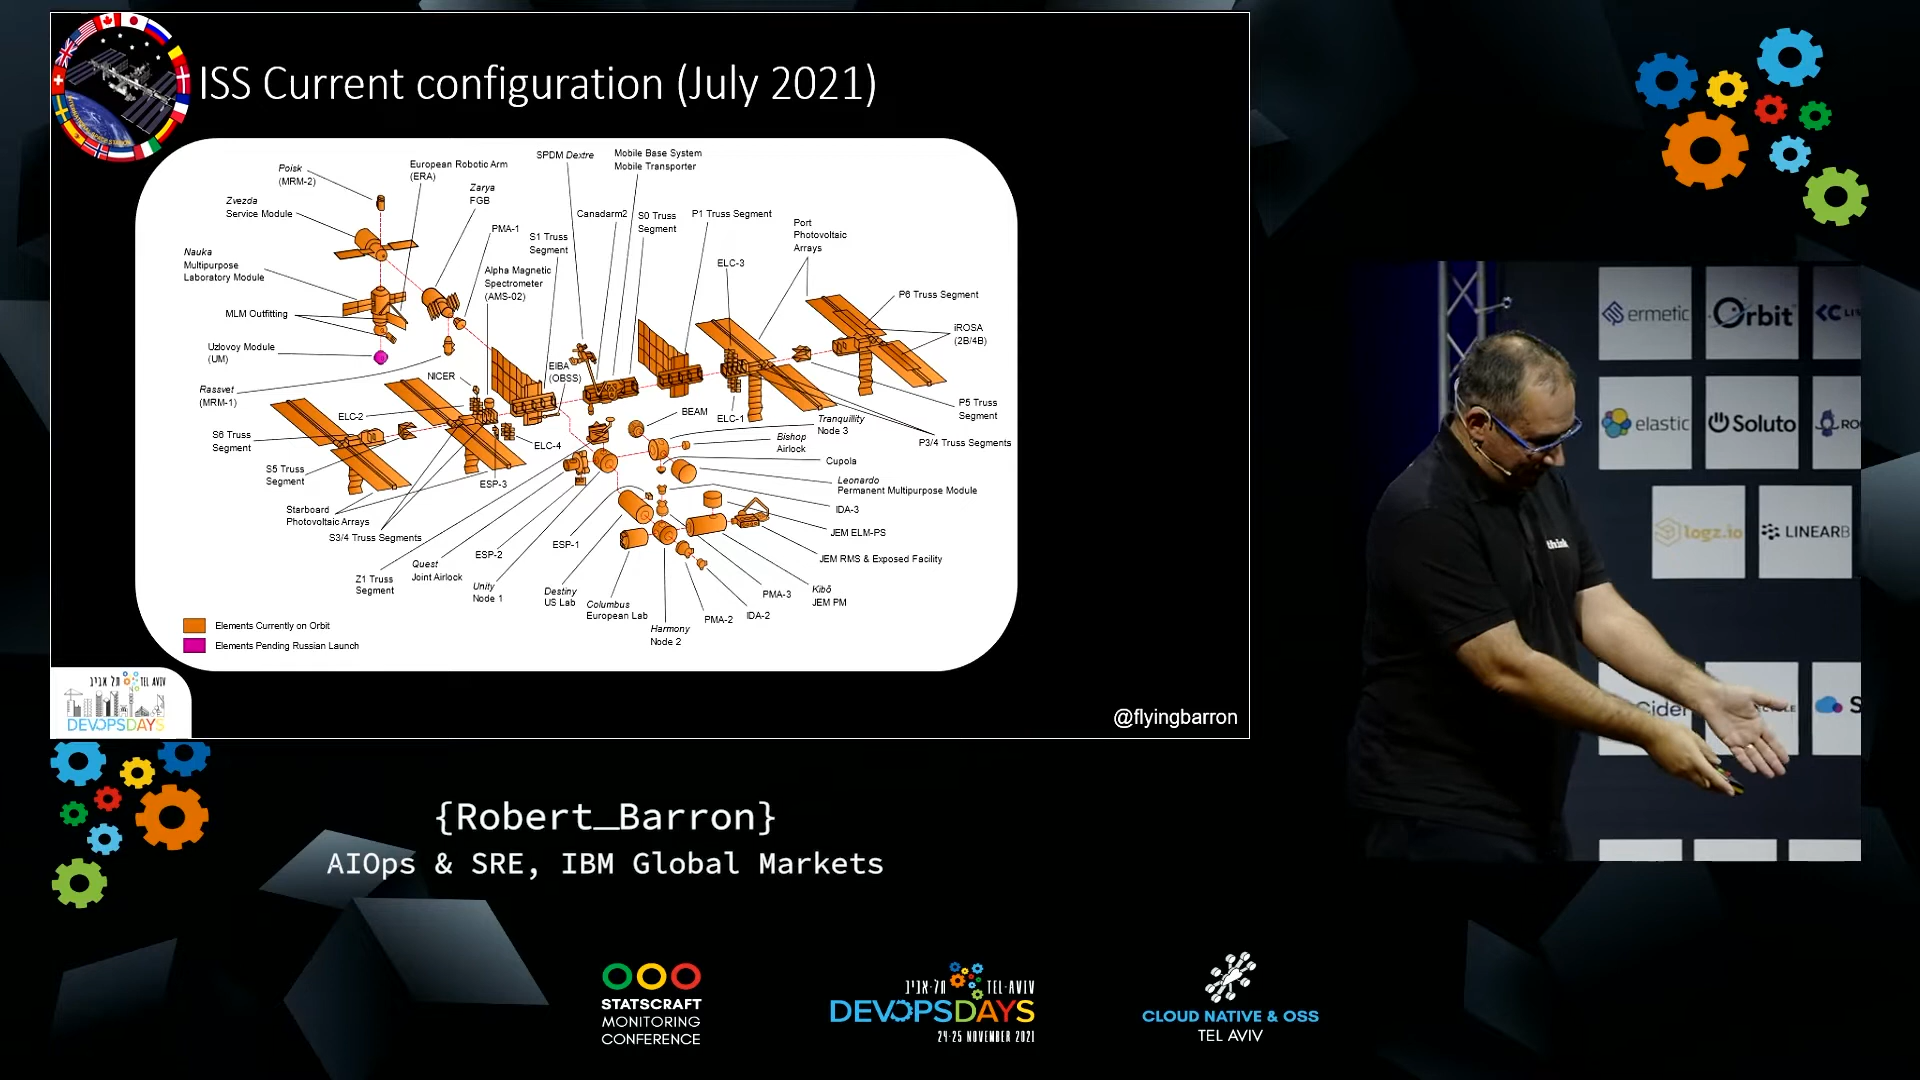 ISS Current configuration (July 2021)
Poisk
(MRM-2)
European Robotic Arm
(ERA)
SPDM Dextre
Mobile Base System
Mobile Transporter
Zvezda
Service Module
Zarya
FGB
PMA-1
S1 Truss
Segment
Canadarm2
S0 Truss
Segment
P1 Truss Segment
Port
Photovoltaic
Arrays
Nauka
Multipurpose
Laboratory Module
Alpha Magnetic
Spectrometer
(AMS-02)
ELC-3
P6 Truss Segment
MLM Outfitting
iROSA
(2B/4B)
Uzlovoy Module
(UM)
Rassvet
(MRM-1)
NICER
EIBA
(OBSS)
ELC-2
BEAM
ELC-1
Tranquility
Node 3
P5 Truss
Segment
S6 Truss
Segment
ELC-4
Bishop
Airlock
P3/4 Truss Segments
Cupola
S5 Truss
Segment
ESP-3
Leonardo
Permanent Multipurpose Module
Starboard
Photovoltaic Arrays
IDA-3
S3/4 Truss Segments
JEM ELM-PS
ESP-2
ESP-1
JEM RMS & Exposed Facility
Z1 Truss
Segment
Quest
Joint Airlock
Unity
Node 1
Destiny
US Lab
Columbus
European Lab
Harmony
Node 2
PMA-2
IDA-2
PMA-3
Kibō
JEM PM
Elements Currently on Orbit
Elements Pending Russian Launch
תל אביב TEL AVIV
DEVOPSDAYS
@flyingbarron
ermetic
Orbit
elastic
Soluto
logz.io
LINEARB
think
{Robert_Barron}
AIOps & SRE, IBM Global Markets
STATSCRAFT
MONITORING
CONFERENCE
תל-אביב TEL-AVIV
DEVOPSDAYS
24-25 NOVEMBER 2021
CLOUD NATIVE & OSS
TEL AVIV